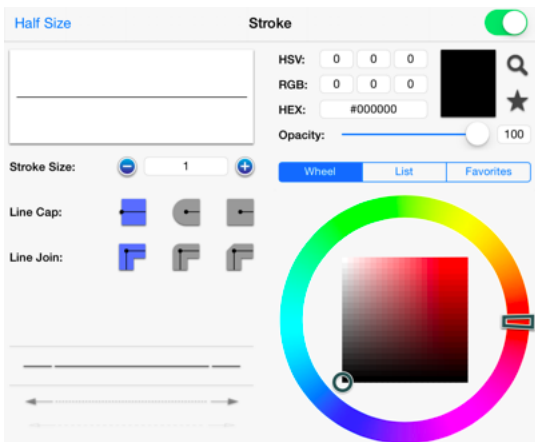 Half Size
Stroke
HSV: 0 0 0
RGB: 0 0 0
HEX: #000000
Opacity: 100
Stroke Size: 1
Wheel List Favorites
Line Cap:
Line Join: